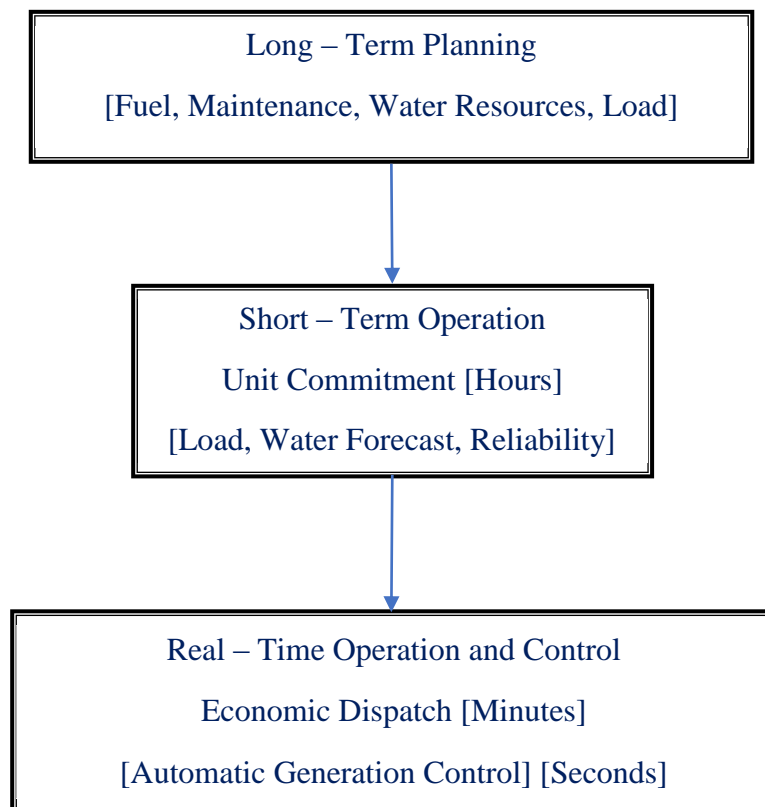 Long – Term Planning
[Fuel, Maintenance, Water Resources, Load]
Short – Term Operation
Unit Commitment [Hours]
[Load, Water Forecast, Reliability]
Real – Time Operation and Control
Economic Dispatch [Minutes]
[Automatic Generation Control] [Seconds]